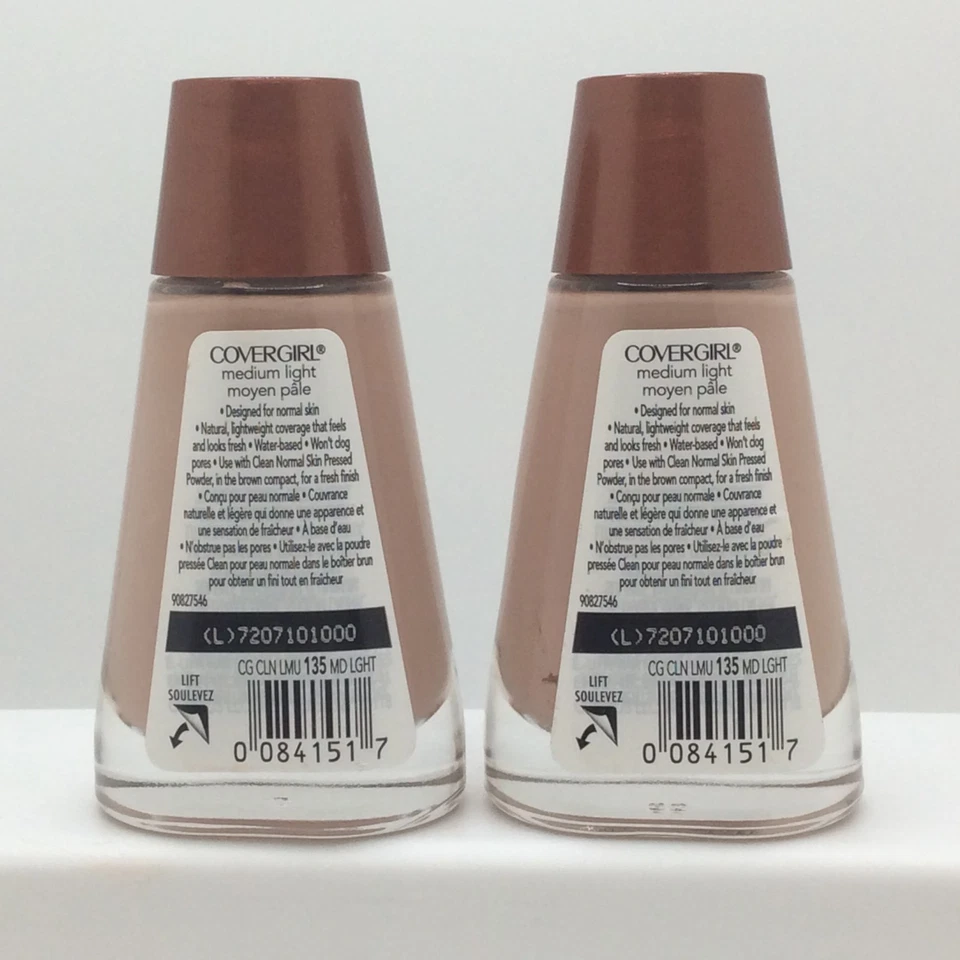 COVERGIRL®
medium light
moyen pâle
• Designed for normal skin
• Natural, lightweight coverage that feels
and looks fresh • Water-based • Won't clog
pores • Use with Clean Normal Skin Pressed
Powder, in the brown compact, for a fresh finish
• Conçu pour peau normale • Couvrance
naturelle et légère qui donne une apparence et
une sensation de fraîcheur • À base d'eau
• N'obstrue pas les pores • Utilisez-le avec la poudre
pressée Clean pour peau normale dans le boîtier brun
pour obtenir un fini tout en fraîcheur
90827546
(L)7207101000
CG CLN LMU 135 MD LGHT
LIFT
SOULEVEZ
0 084151 7
COVERGIRL®
medium light
moyen pâle
• Designed for normal skin
• Natural, lightweight coverage that feels
and looks fresh • Water-based • Won't clog
pores • Use with Clean Normal Skin Pressed
Powder, in the brown compact, for a fresh finish
• Conçu pour peau normale • Couvrance
naturelle et légère qui donne une apparence et
une sensation de fraîcheur • À base d'eau
• N'obstrue pas les pores • Utilisez-le avec la poudre
pressée Clean pour peau normale dans le boîtier brun
pour obtenir un fini tout en fraîcheur
90827546
(L)7207101000
CG CLN LMU 135 MD LGHT
LIFT
SOULEVEZ
0 084151 7